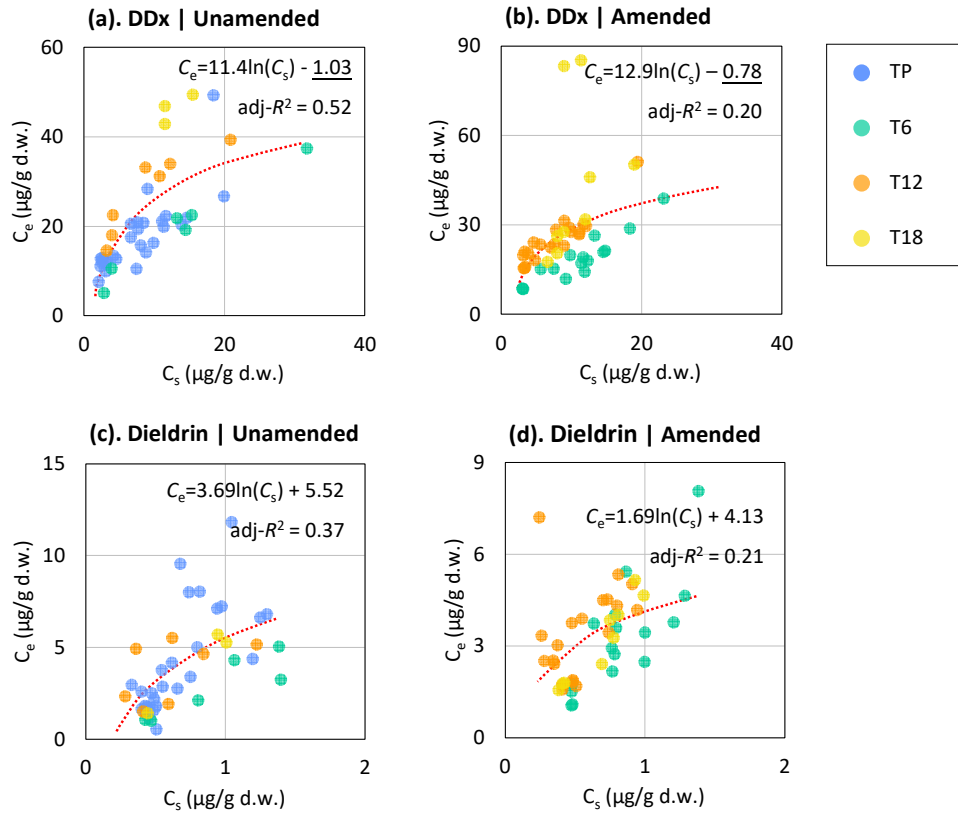 (a). DDx | Unamended
60
40
20
0
0
20
40
Cₑ (µg/g d.w.)
Cₛ (µg/g d.w.)
Cₑ=11.4ln(Cₛ) - 1.03
adj-R² = 0.52
(b). DDx | Amended
90
60
30
0
0
20
40
Cₑ (µg/g d.w.)
Cₛ (µg/g d.w.)
Cₑ=12.9ln(Cₛ) – 0.78
adj-R² = 0.20
TP
T6
T12
T18
(c). Dieldrin | Unamended
15
10
5
0
0
1
2
Cₑ (µg/g d.w.)
Cₛ (µg/g d.w.)
Cₑ=3.69ln(Cₛ) + 5.52
adj-R² = 0.37
(d). Dieldrin | Amended
9
6
3
0
0
1
2
Cₑ (µg/g d.w.)
Cₛ (µg/g d.w.)
Cₑ=1.69ln(Cₛ) + 4.13
adj-R² = 0.21